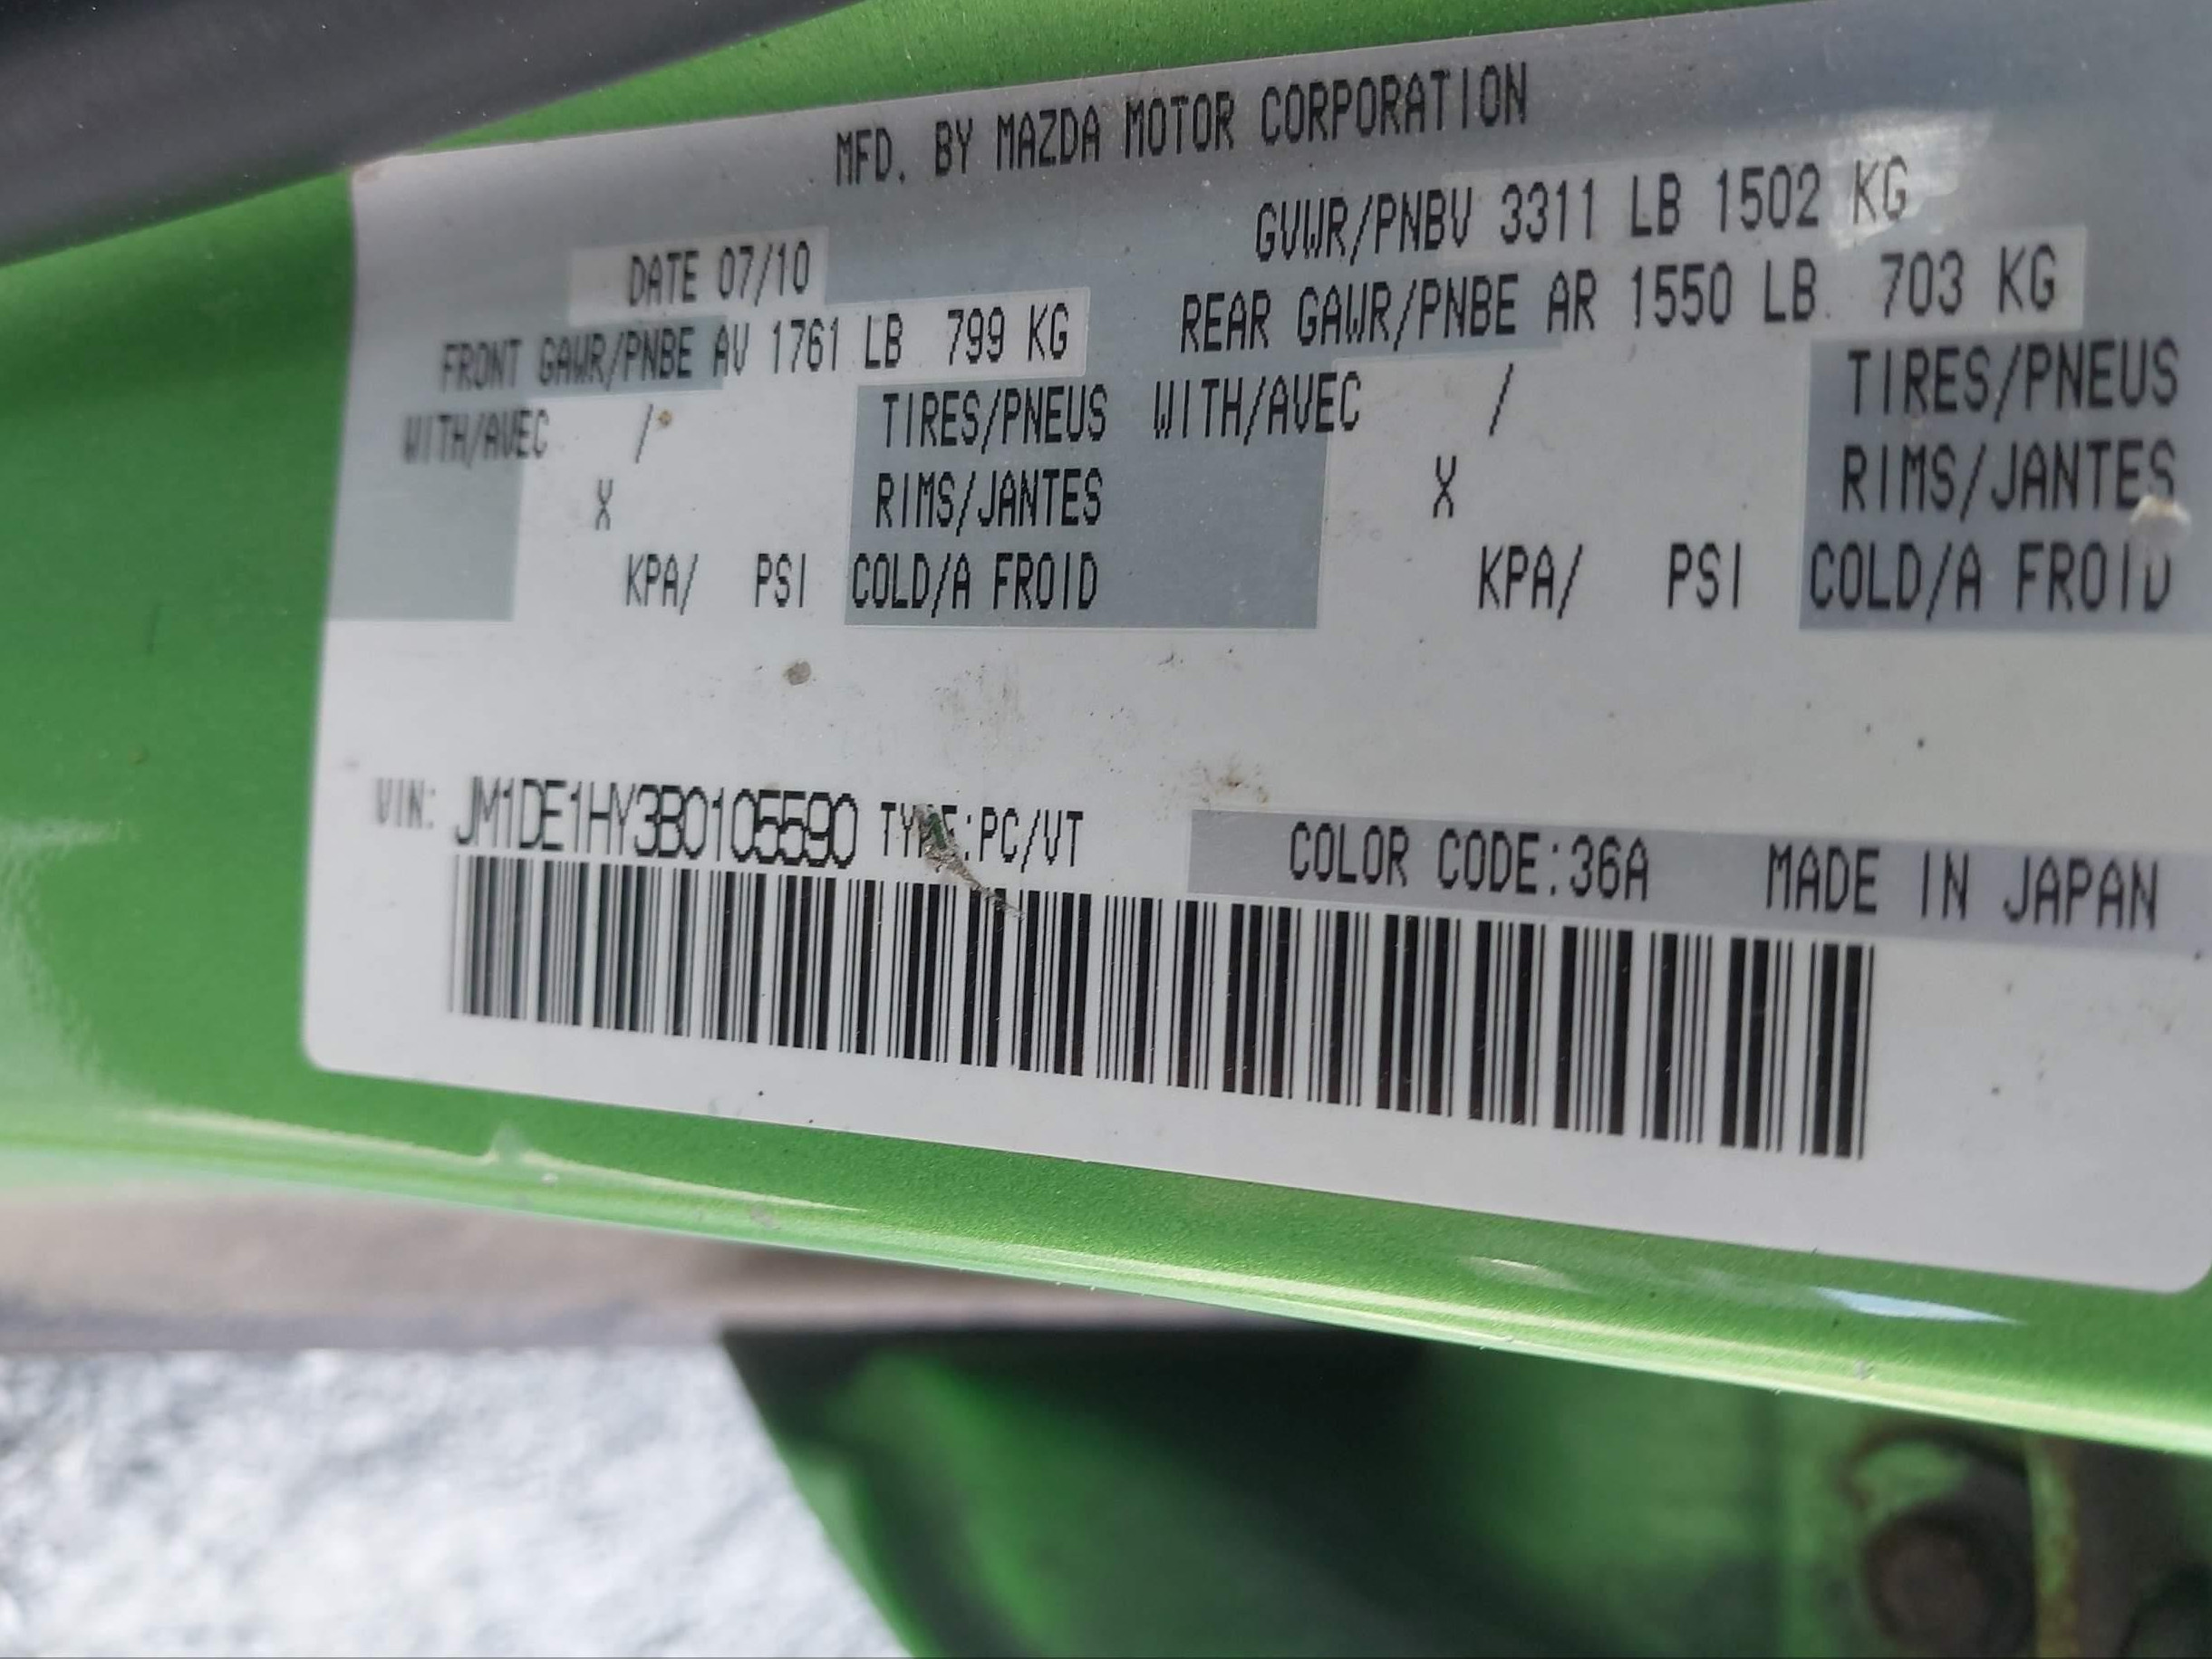 MFD. BY MAZDA MOTOR CORPORATION
DATE 07/10 GVWR/PNBV 3311 LB 1502 KG
FRONT GAWR/PNBE AV 1761 LB 799 KG REAR GAWR/PNBE AR 1550 LB 703 KG
WITH/AVEC / TIRES/PNEUS WITH/AVEC / TIRES/PNEUS
X RIMS/JANTES X RIMS/JANTES
KPA/ PSI COLD/A FROID KPA/ PSI COLD/A FROID
VIN: JM1DE1HY3B0105590 TYPE:PC/VT COLOR CODE:36A MADE IN JAPAN